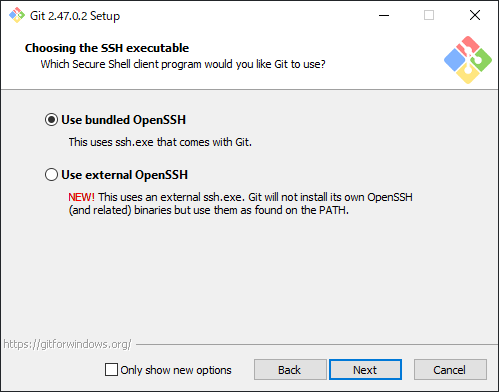 Git 2.47.0.2 Setup
Choosing the SSH executable
Which Secure Shell client program would you like Git to use?
Use bundled OpenSSH
This uses ssh.exe that comes with Git.
Use external OpenSSH
NEW! This uses an external ssh.exe. Git will not install its own OpenSSH
(and related) binaries but use them as found on the PATH.
https://gitforwindows.org/
Only show new options
Back
Next
Cancel